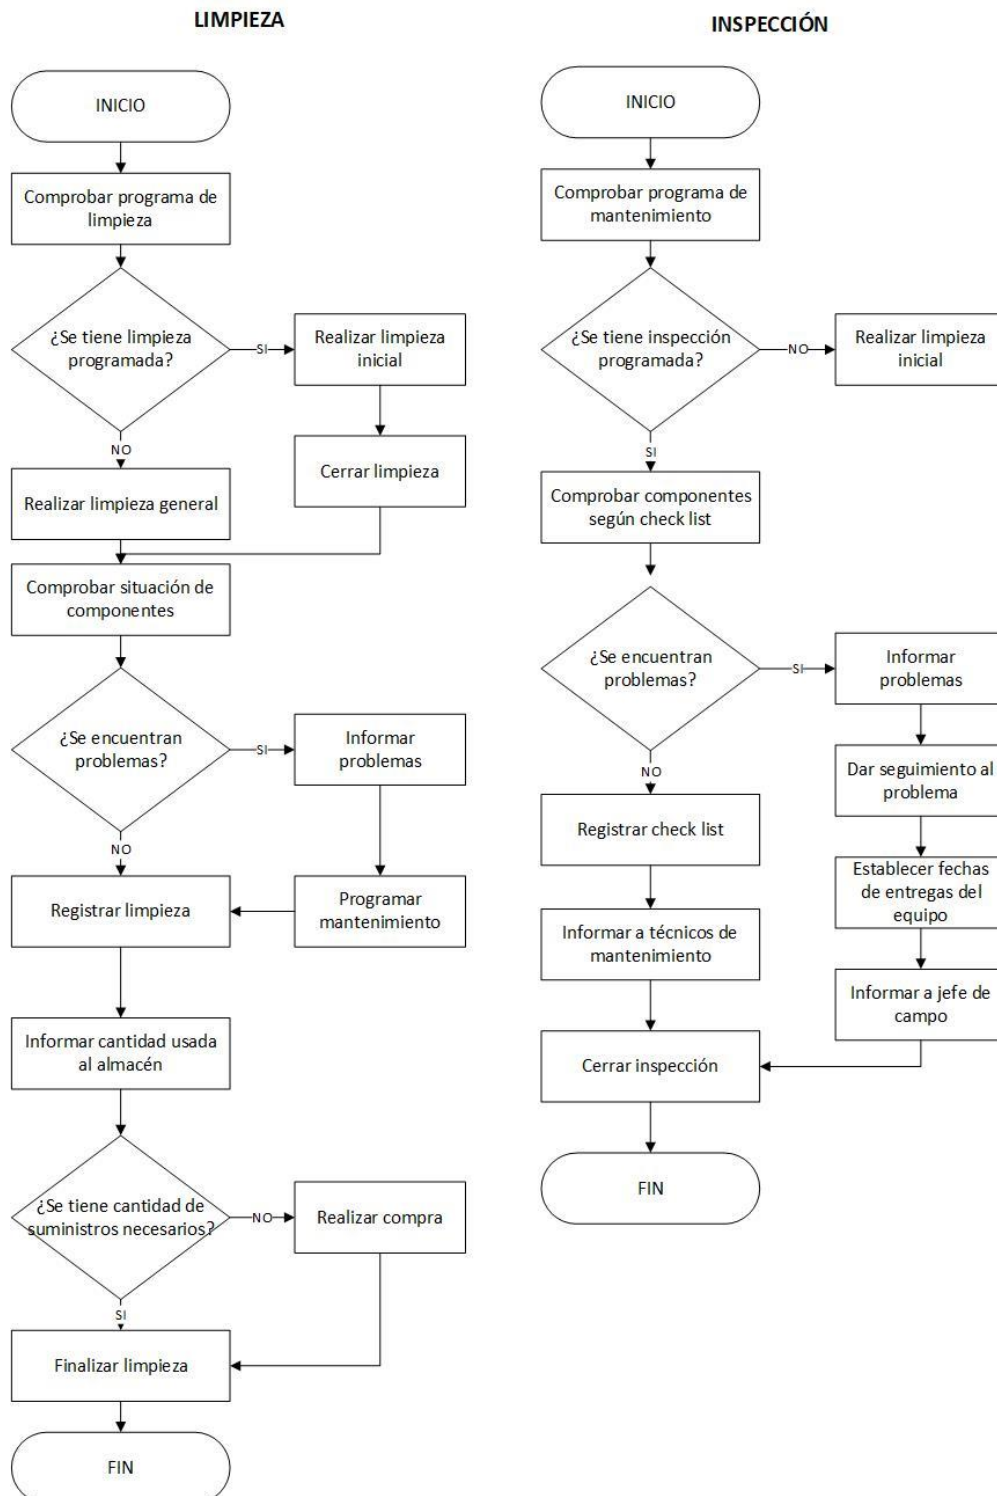 LIMPIEZA
INICIO
Comprobar programa de
limpieza
¿Se tiene limpieza
programada?
SI
Realizar limpieza
inicial
Cerrar limpieza
NO
Realizar limpieza general
Comprobar situación de
componentes
¿Se encuentran
problemas?
SI
Informar
problemas
Programar
mantenimiento
NO
Registrar limpieza
Informar cantidad usada
al almacén
¿Se tiene cantidad de
suministros necesarios?
NO
Realizar compra
SI
Finalizar limpieza
FIN
INSPECCIÓN
INICIO
Comprobar programa de
mantenimiento
¿Se tiene inspección
programada?
NO
Realizar limpieza
inicial
SI
Comprobar componentes
según check list
¿Se encuentran
problemas?
SI
Informar
problemas
Dar seguimiento al
problema
Establecer fechas
de entregas del
equipo
Informar a jefe de
campo
NO
Registrar check list
Informar a técnicos de
mantenimiento
Cerrar inspección
FIN